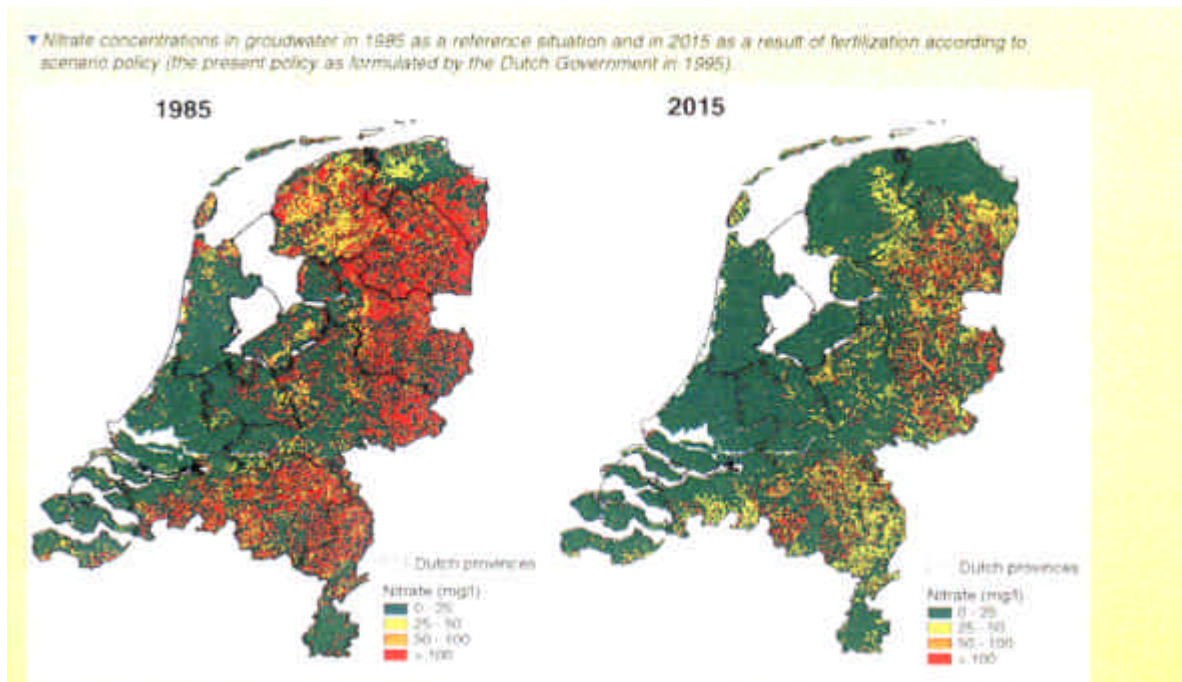 Nitrate concentrations in groudwater in 1985 as a reference situation and in 2015 as a result of fertilization according to
scenario policy (the present policy as formulated by the Dutch Government in 1995).
1985
2015
Dutch provinces
Nitrate (mg/l)
0 - 25
25 - 50
50 - 100
> 100
Dutch provinces
Nitrate (mg/l)
0 - 25
25 - 50
50 - 100
> 100